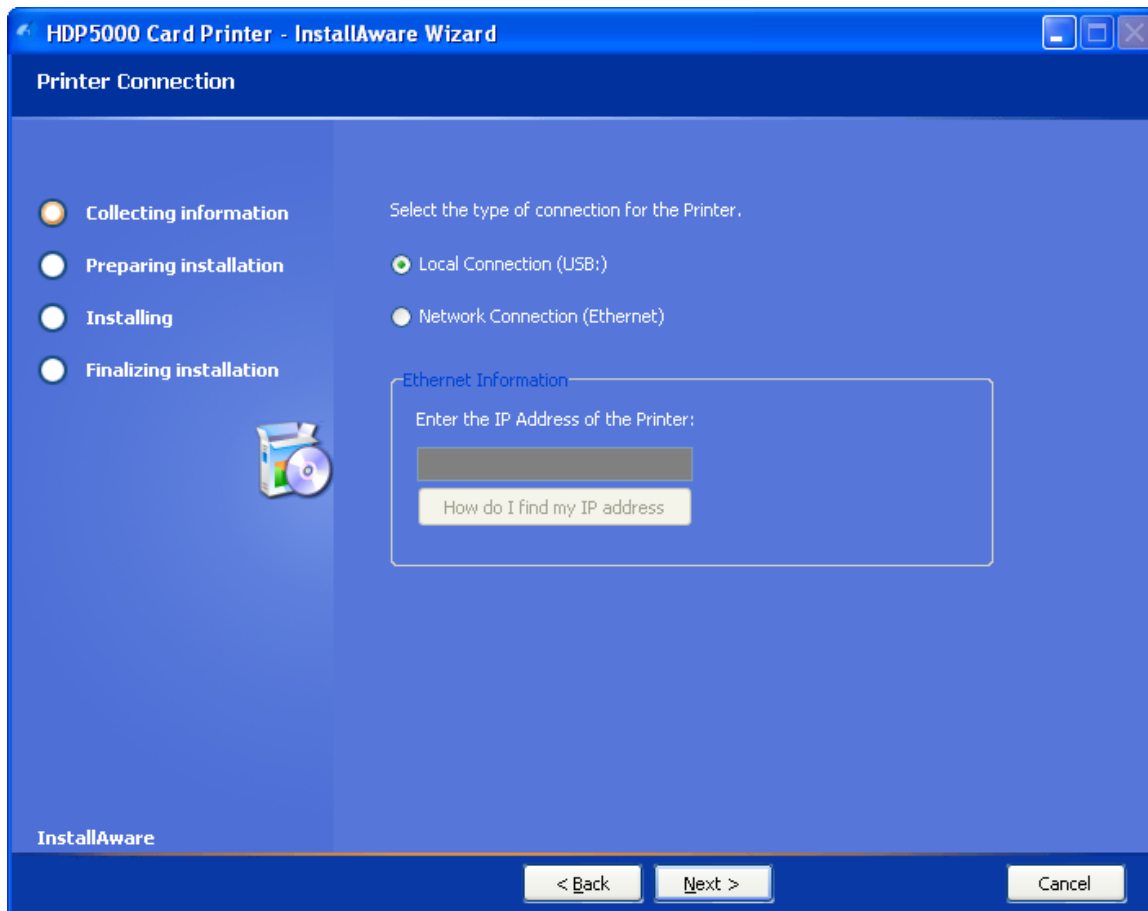 HDP5000 Card Printer - InstallAware Wizard
Printer Connection
Collecting information
Preparing installation
Installing
Finalizing installation
Select the type of connection for the Printer.
Local Connection (USB:)
Network Connection (Ethernet)
Ethernet Information
Enter the IP Address of the Printer:
How do I find my IP address
InstallAware
< Back
Next >
Cancel